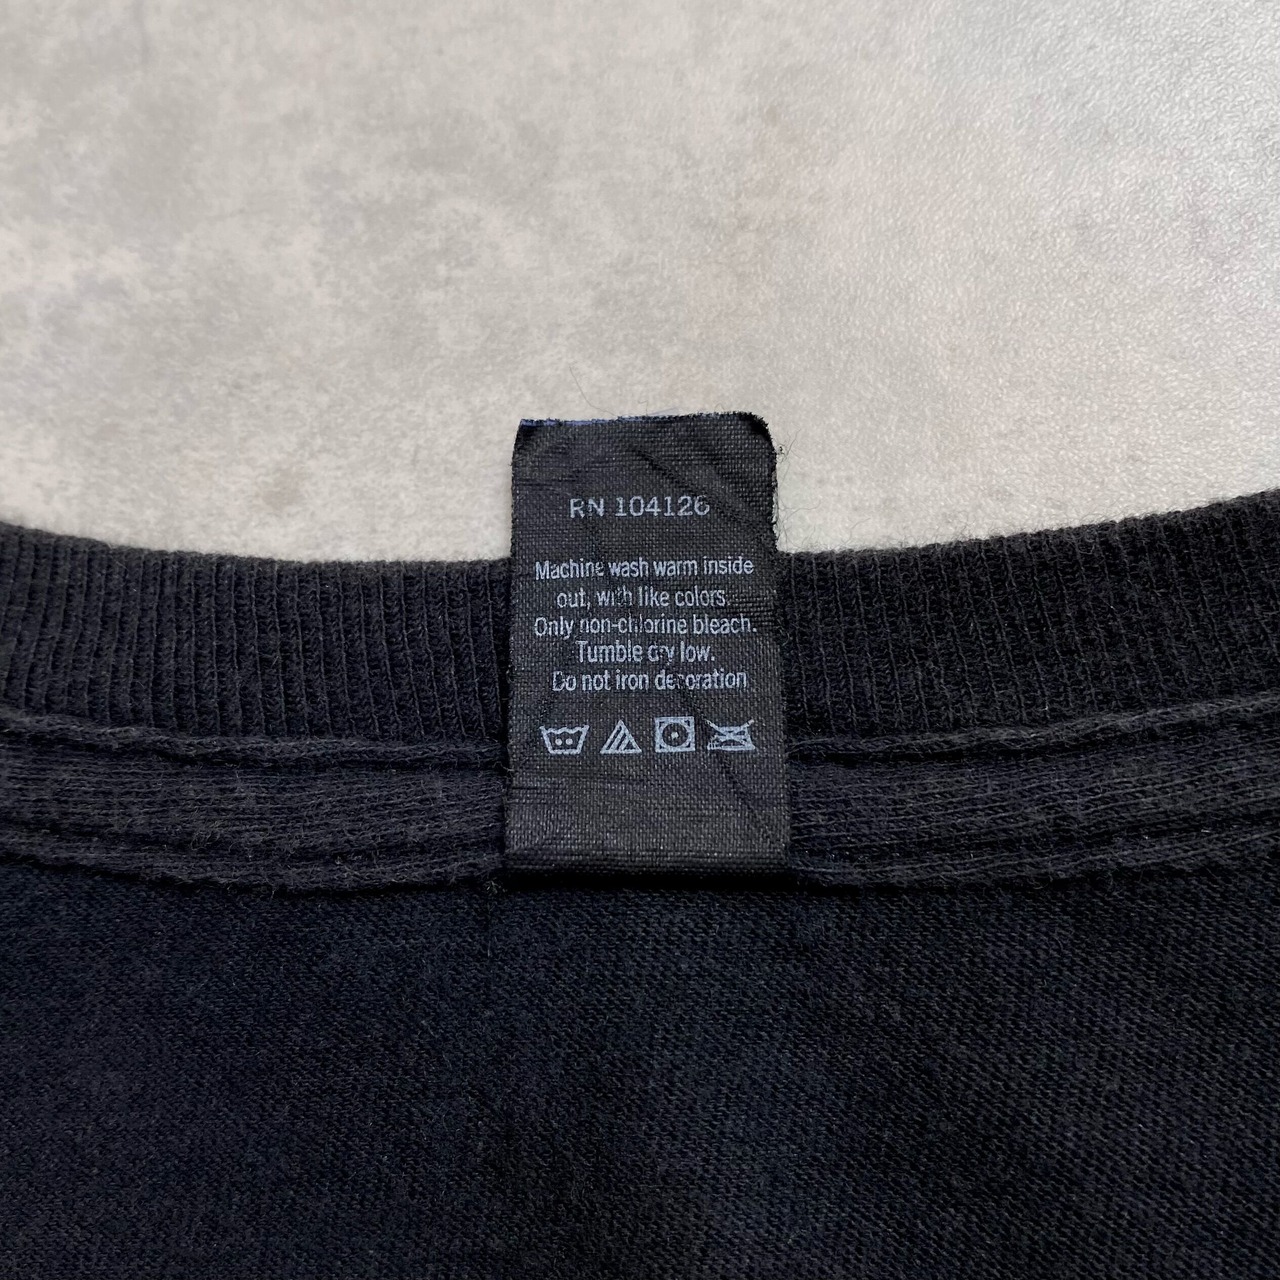 RN 104126
Machine wash warm inside
out, with like colors.
Only non-chlorine bleach.
Tumble dry low.
Do not iron decoration